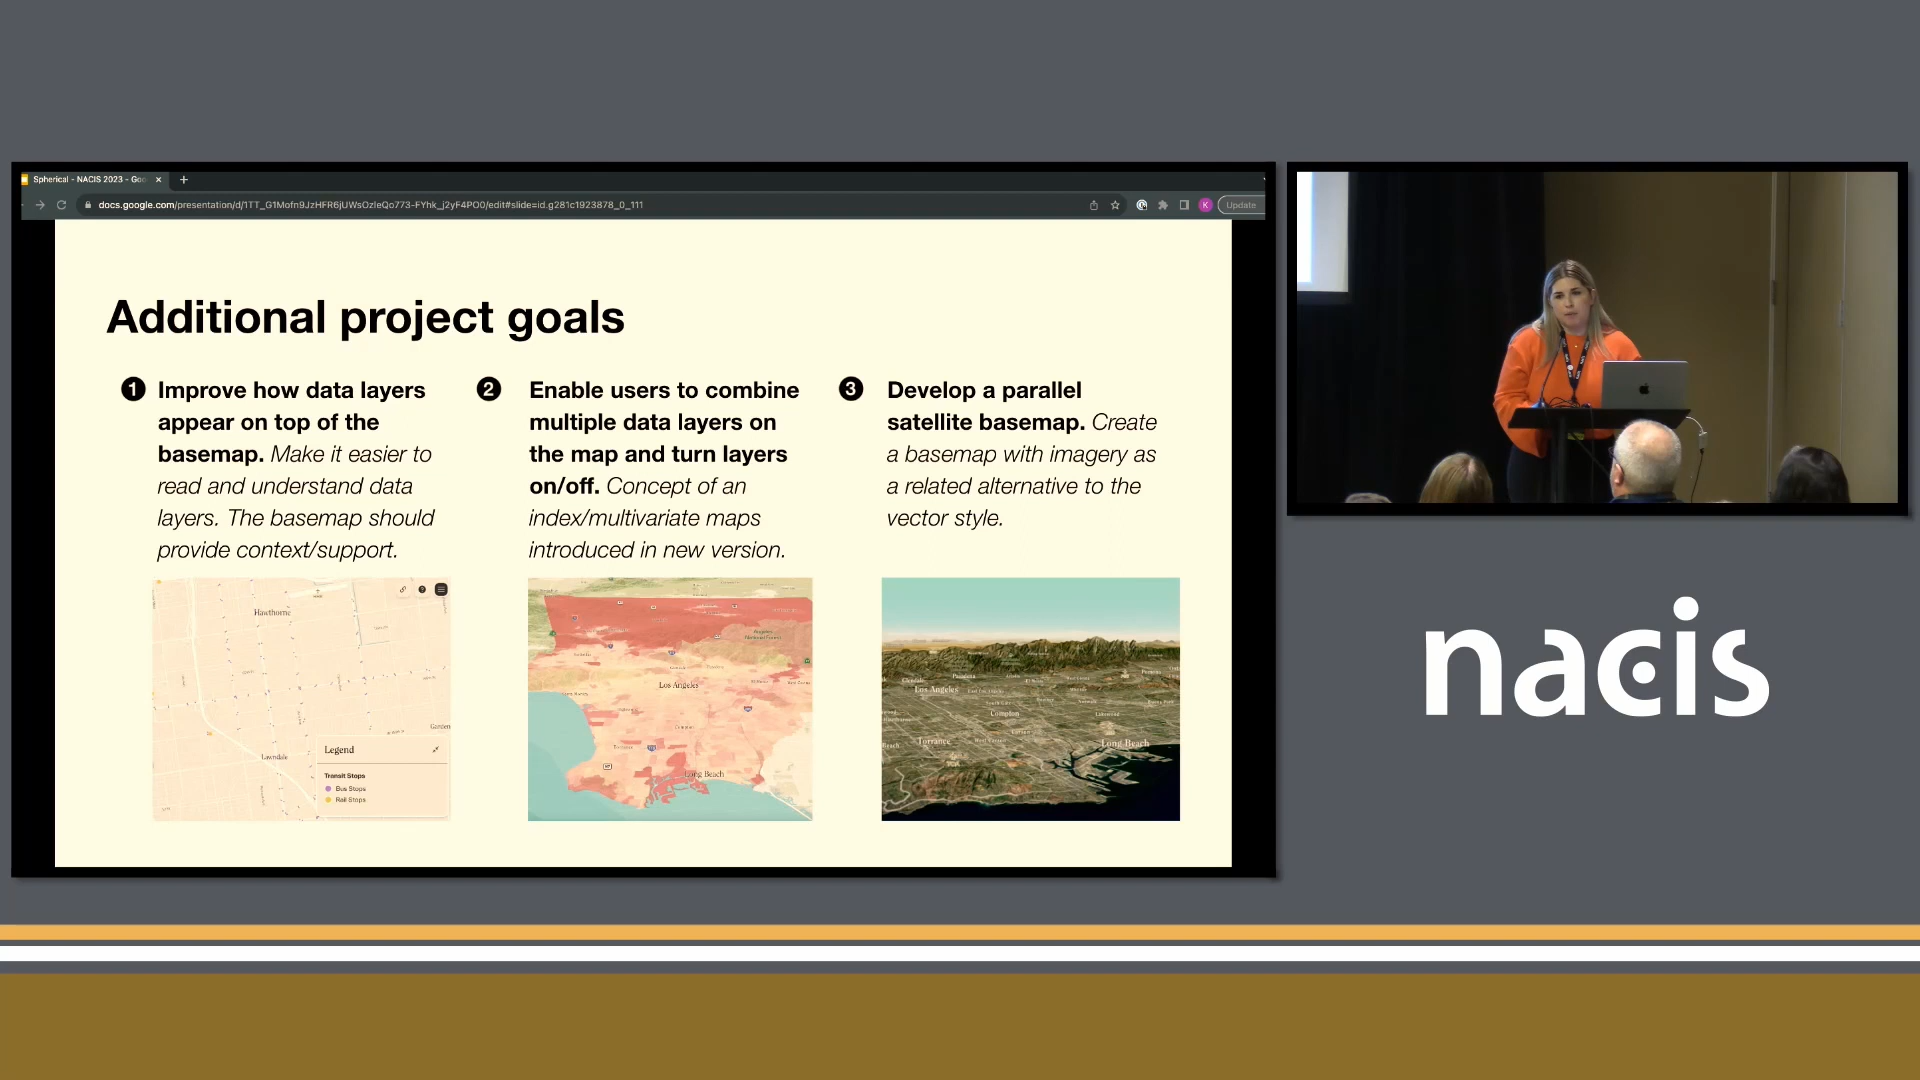 Spherical - NACIS 2023 - Goo
docs.google.com/presentation/d/1TT_G1Mofn9JzHFR6jUWsOzleQo773-FYhk_j2yF4PO0/edit#slide=id.g281c1923878_0_111
K
Update
Additional project goals
1 Improve how data layers
appear on top of the
basemap. Make it easier to
read and understand data
layers. The basemap should
provide context/support.
2 Enable users to combine
multiple data layers on
the map and turn layers
on/off. Concept of an
index/multivariate maps
introduced in new version.
3 Develop a parallel
satellite basemap. Create
a basemap with imagery as
a related alternative to the
vector style.
Hawthorne
Lawndale
Legend
Transit Stops
Bus Stops
Rail Stops
Los Angeles
Long Beach
Los Angeles
Compton
Torrance
Long Beach
nacis